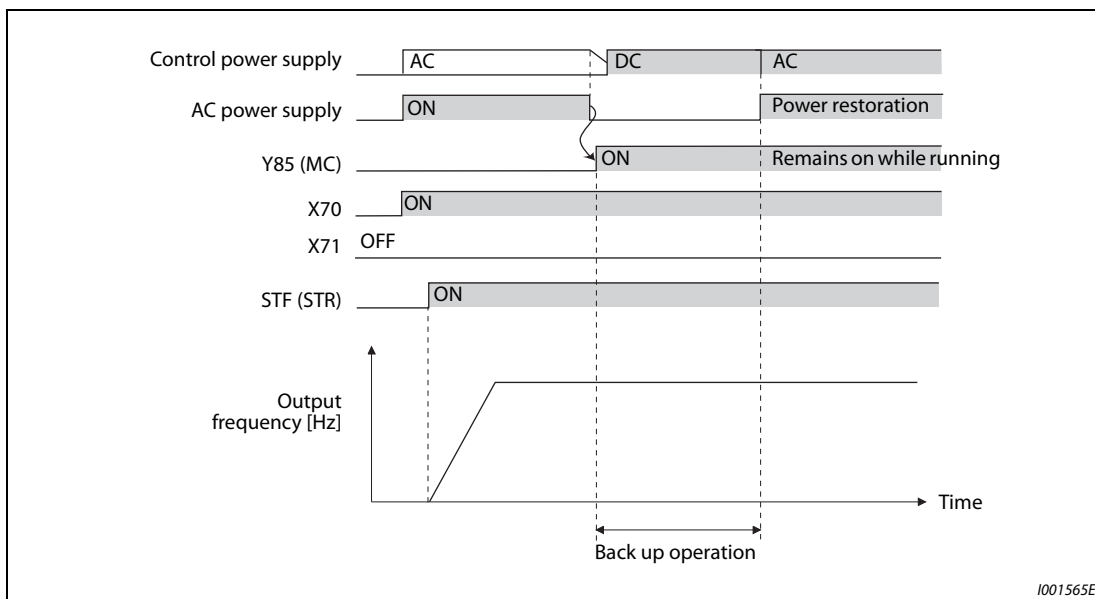 Control power supply AC DC AC
AC power supply ON Power restoration
Y85 (MC) ON Remains on while running
X70 ON
X71 OFF
STF (STR) ON
Output
frequency [Hz]
Time
Back up operation
I001565E